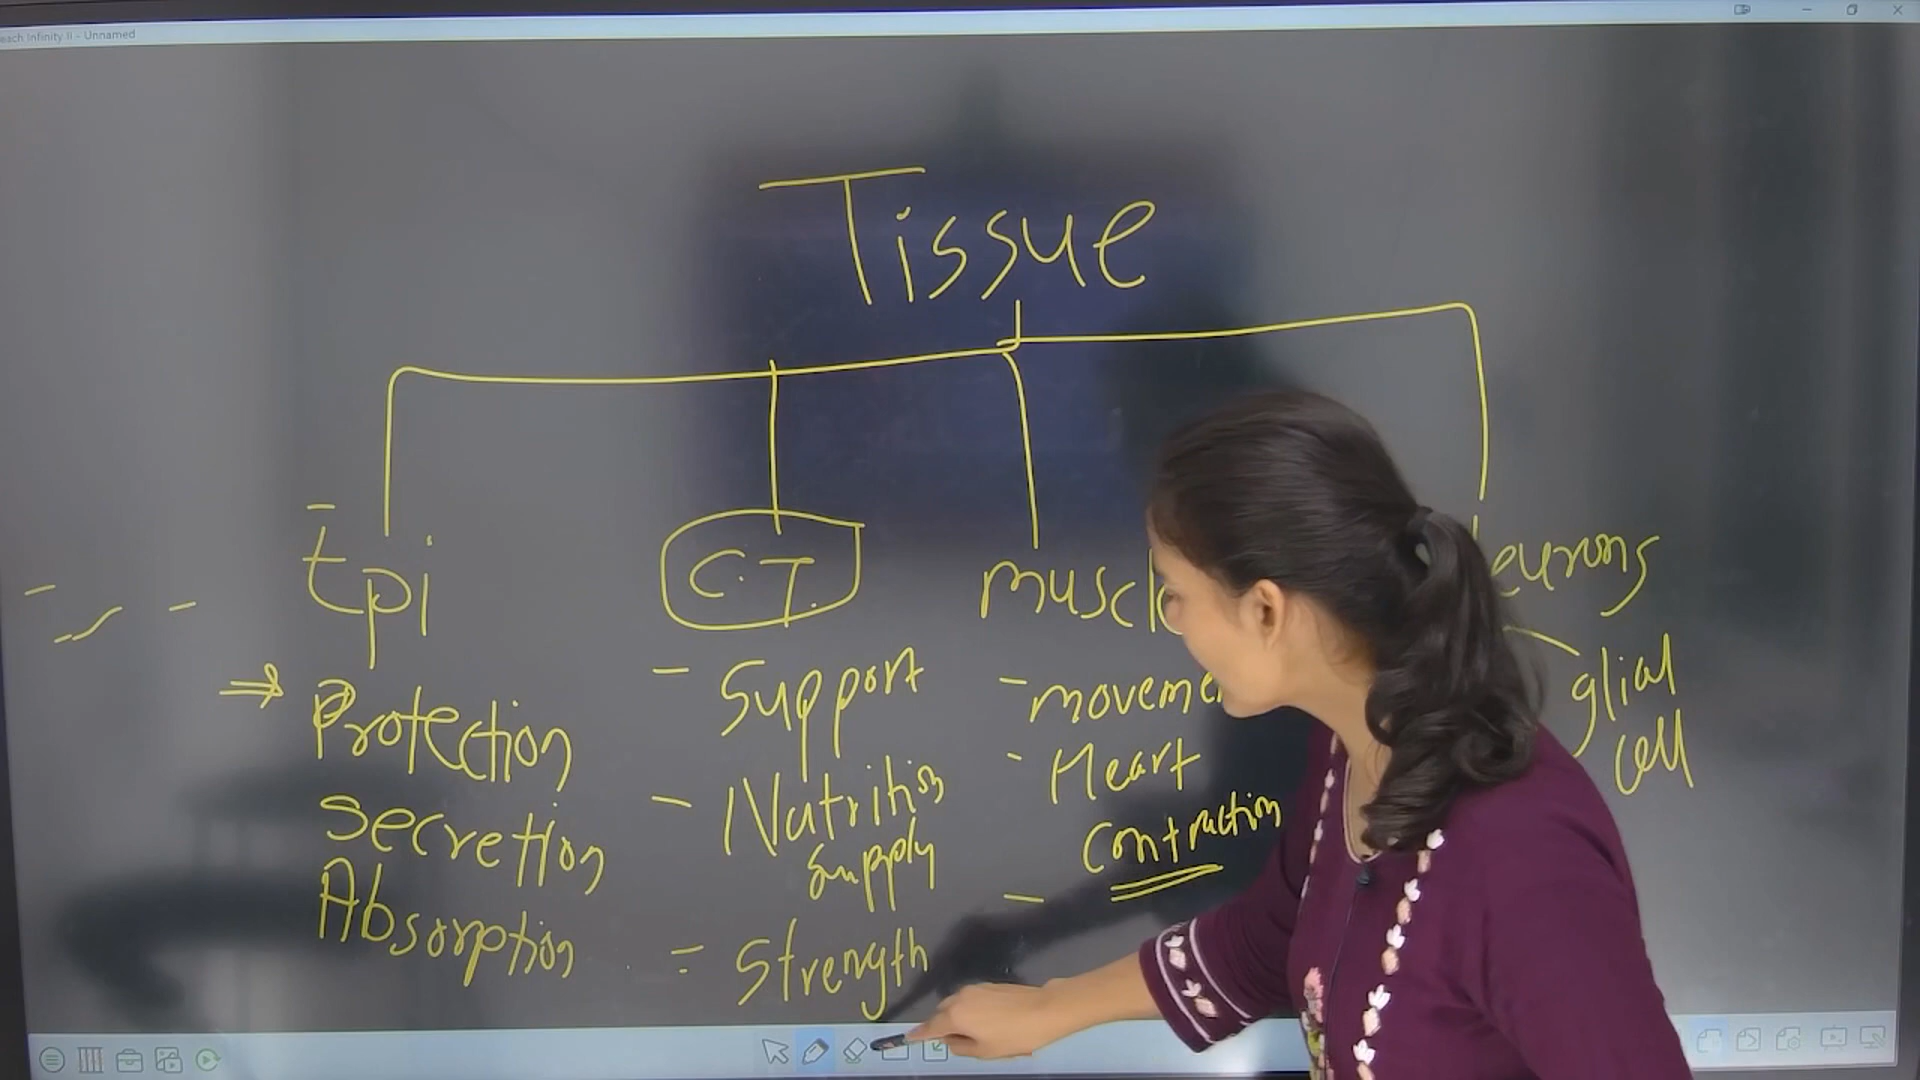 each Infinity II - Unnamed
Tissue
Epi
C.T.
muscle
eurons
glial
cell
Protection
Secretion
Absorption
- Support
- Nutrition
Supply
= Strength
- movemen
- Heart
Contraction
-